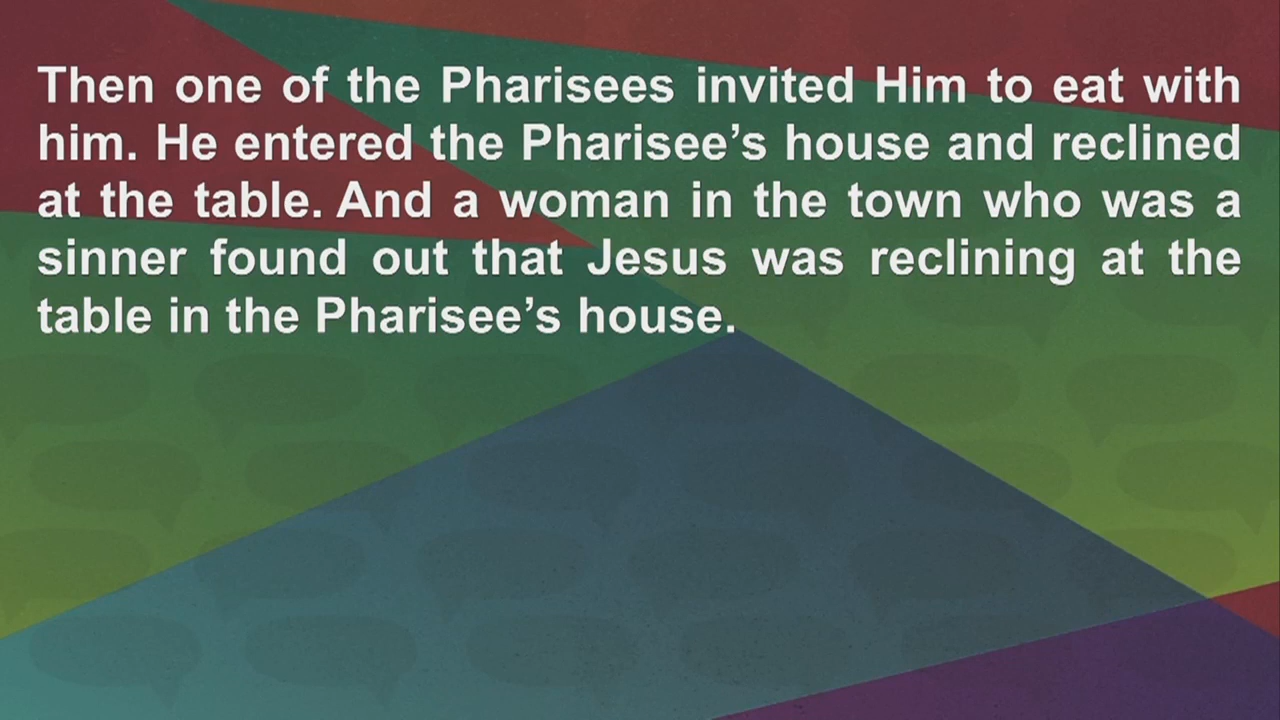 Then one of the Pharisees invited Him to eat with
him. He entered the Pharisee’s house and reclined
at the table. And a woman in the town who was a
sinner found out that Jesus was reclining at the
table in the Pharisee’s house.